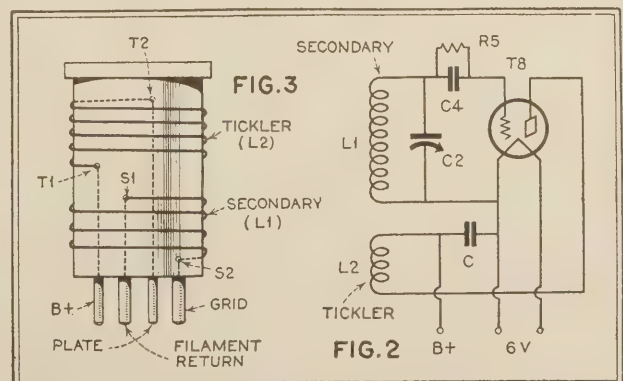 T2
FIG.3
TICKLER
(L2)
T1
S1
SECONDARY
(L1)
S2
B+
GRID
PLATE
FILAMENT
RETURN
SECONDARY
R5
T8
C4
L1
C2
L2
C
TICKLER
FIG.2
B+
6V